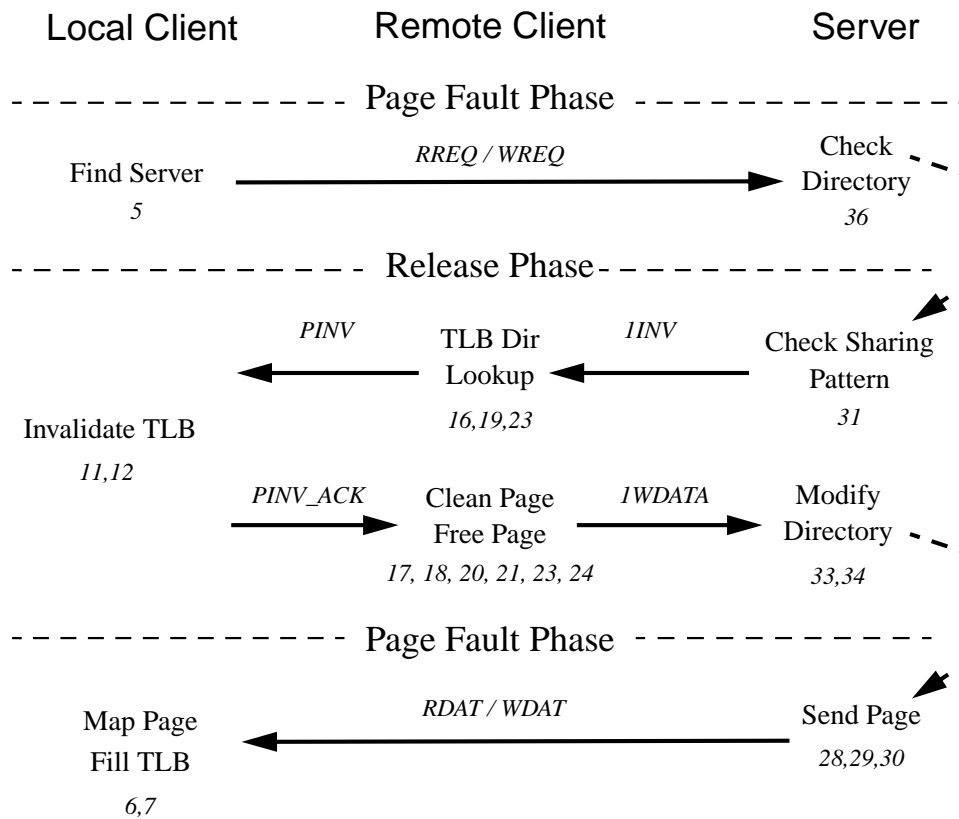 Local Client Remote Client Server
Page Fault Phase
Find Server
5
RREQ / WREQ
Check
Directory
36
Release Phase
PINV
TLB Dir
Lookup
16,19,23
1INV
Check Sharing
Pattern
31
Invalidate TLB
11,12
PINV_ACK
Clean Page
Free Page
17, 18, 20, 21, 23, 24
1WDATA
Modify
Directory
33,34
Page Fault Phase
Map Page
Fill TLB
6,7
RDAT / WDAT
Send Page
28,29,30